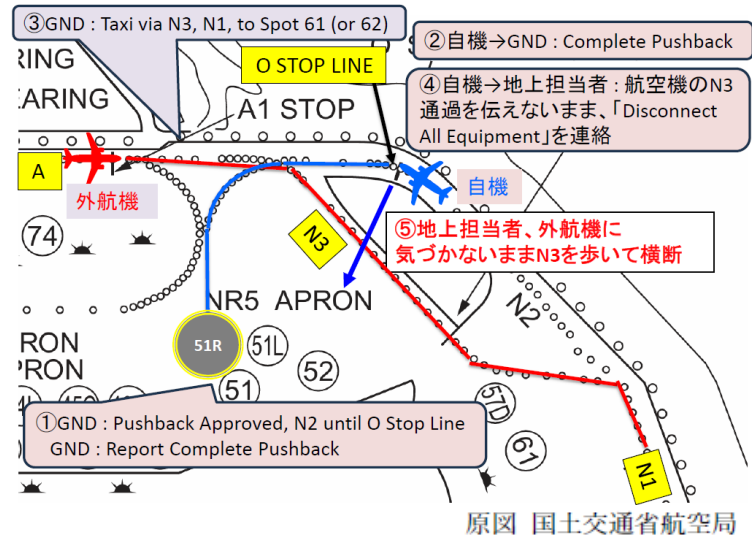 ③GND : Taxi via N3, N1, to Spot 61 (or 62)
②自機→GND : Complete Pushback
RING
O STOP LINE
④自機→地上担当者 : 航空機のN3
通過を伝えないまま、「Disconnect
All Equipment」を連絡
EARING
A1 STOP
A
外航機
自機
⑤地上担当者、外航機に
気づかないままN3を歩いて横断
74
N3
NR5 APRON
N2
51R
51L
RON
PRON
52
51
57D
①GND : Pushback Approved, N2 until O Stop Line
GND : Report Complete Pushback
61
N1
原図 国土交通省航空局